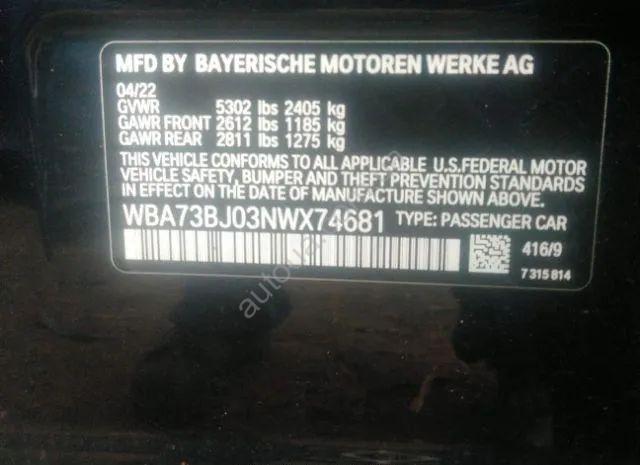 MFD BY BAYERISCHE MOTOREN WERKE AG
04/22
GVWR 5302 lbs 2405 kg
GAWR FRONT 2612 lbs 1185 kg
GAWR REAR 2811 lbs 1275 kg
THIS VEHICLE CONFORMS TO ALL APPLICABLE U.S.FEDERAL MOTOR
VEHICLE SAFETY, BUMPER AND THEFT PREVENTION STANDARDS
IN EFFECT ON THE DATE OF MANUFACTURE SHOWN ABOVE.
WBA73BJ03NWX74681 TYPE: PASSENGER CAR
416/9
7 315 814